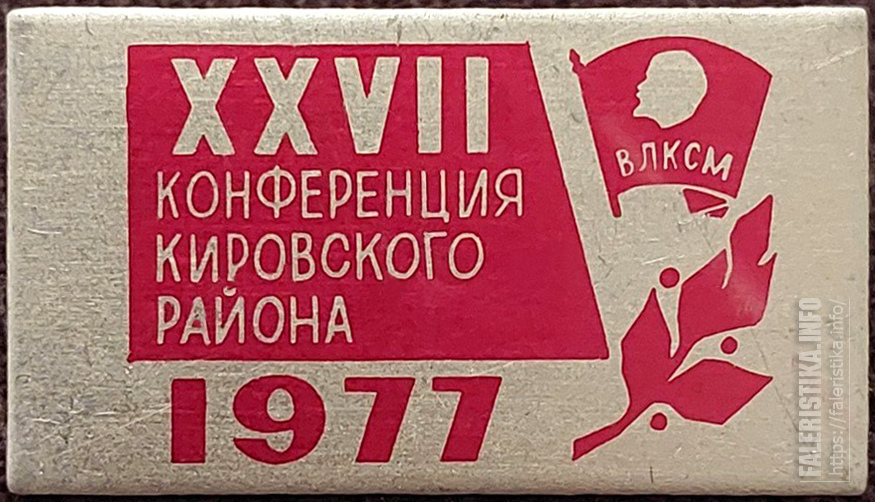 XXVII
КОНФЕРЕНЦИЯ
КИРОВСКОГО
РАЙОНА
1977
ВЛКСМ
FALERISTIKA.INFO
https://faleristika.info/